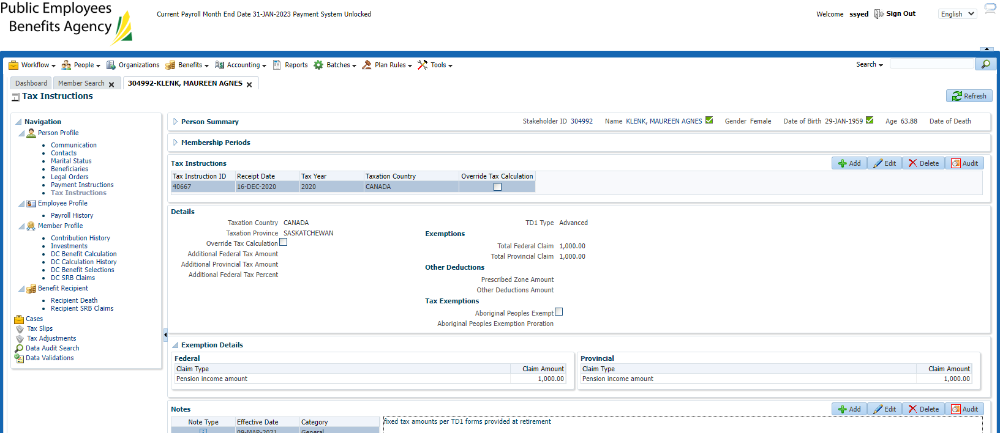 Public Employees
Benefits Agency
Current Payroll Month End Date 31-JAN-2023 Payment System Unlocked
Welcome ssyed Sign Out English
Workflow People Organizations Benefits Accounting Reports Batches Plan Rules Tools Search
Dashboard Member Search 304992-KLENK, MAUREEN AGNES
Tax Instructions
Refresh
Navigation
Person Profile
Communication
Contacts
Marital Status
Beneficiaries
Legal Orders
Payment Instructions
Tax Instructions
Employee Profile
Payroll History
Member Profile
Contribution History
Investments
DC Benefit Calculation
DC Calculation History
DC Benefit Selections
DC SRB Claims
Benefit Recipient
Recipient Death
Recipient SRB Claims
Cases
Tax Slips
Tax Adjustments
Data Audit Search
Data Validations
Person Summary Stakeholder ID 304992 Name KLENK, MAUREEN AGNES Gender Female Date of Birth 29-JAN-1959 Age 63.88 Date of Death
Membership Periods
Tax Instructions Add Edit Delete Audit
Tax Instruction ID Receipt Date Tax Year Taxation Country Override Tax Calculation
40667 16-DEC-2020 2020 CANADA
Details
Taxation Country CANADA
Taxation Province SASKATCHEWAN
Override Tax Calculation
Additional Federal Tax Amount
Additional Provincial Tax Amount
Additional Federal Tax Percent
TD1 Type Advanced
Exemptions
Total Federal Claim 1,000.00
Total Provincial Claim 1,000.00
Other Deductions
Prescribed Zone Amount
Other Deductions Amount
Tax Exemptions
Aboriginal Peoples Exempt
Aboriginal Peoples Exemption Proration
Exemption Details
Federal
Claim Type Claim Amount
Pension income amount 1,000.00
Provincial
Claim Type Claim Amount
Pension income amount 1,000.00
Notes Add Edit Delete Audit
Note Type Effective Date Category
09-MAR-2021 General
fixed tax amounts per TD1 forms provided at retirement